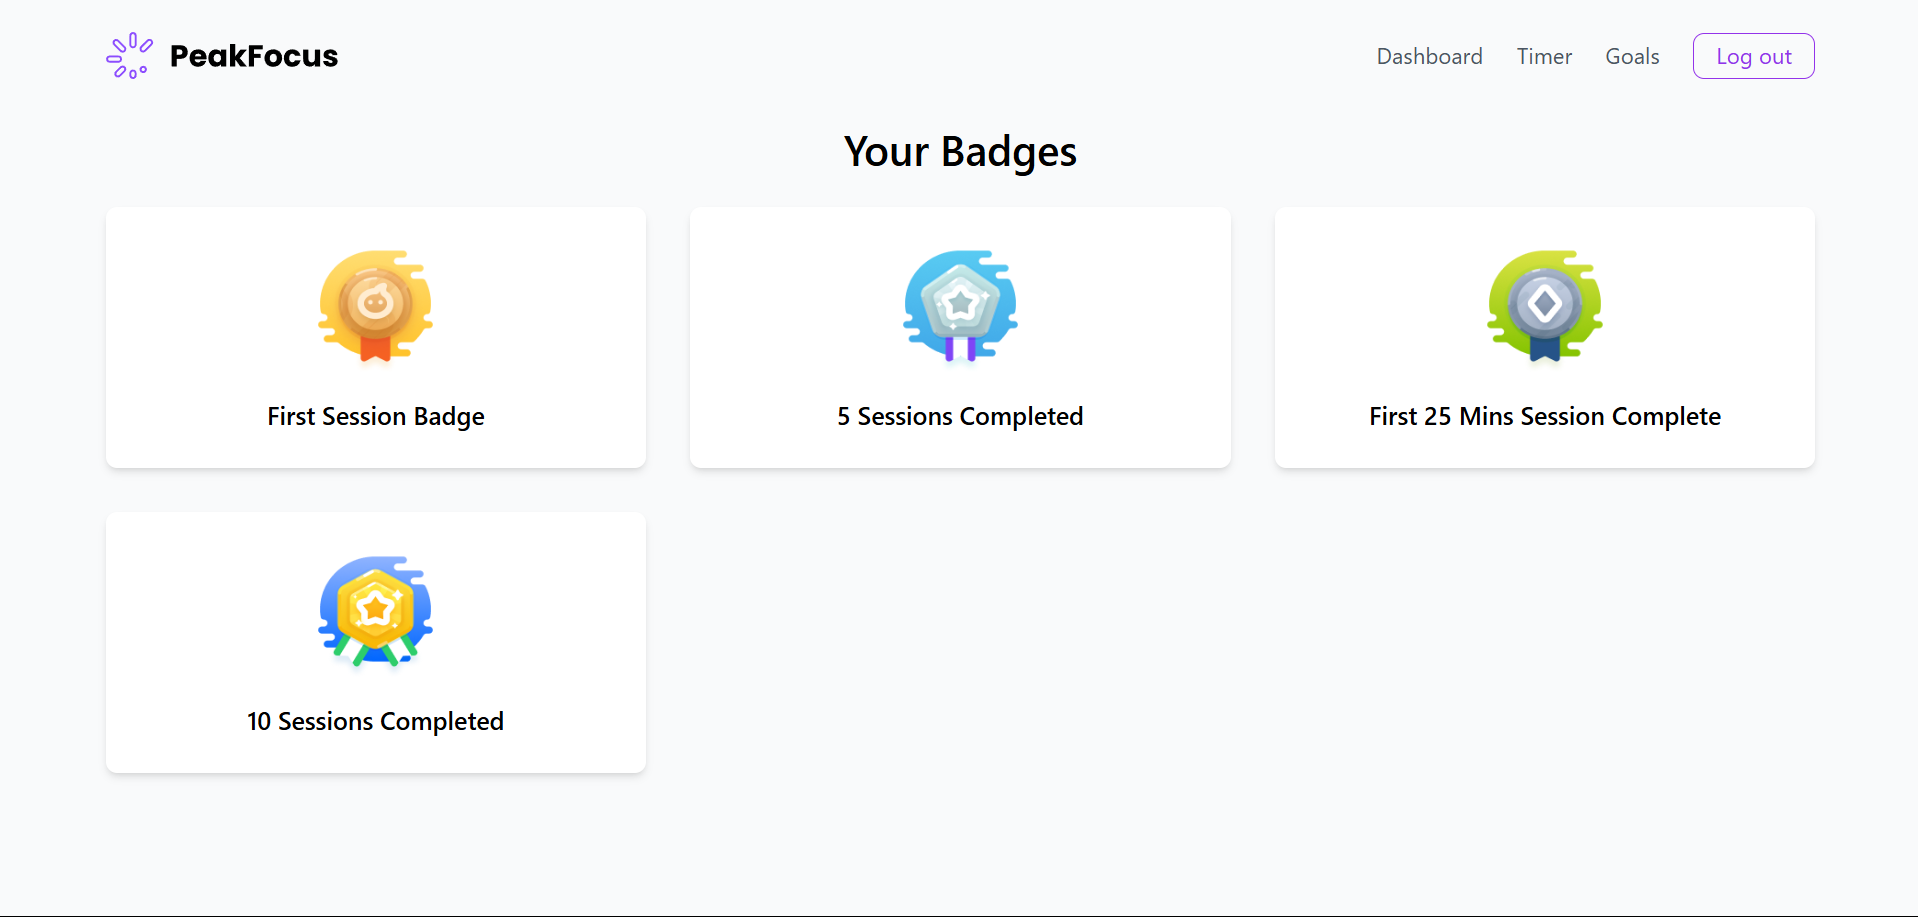 PeakFocus
Dashboard Timer Goals Log out
Your Badges
First Session Badge
5 Sessions Completed
First 25 Mins Session Complete
10 Sessions Completed